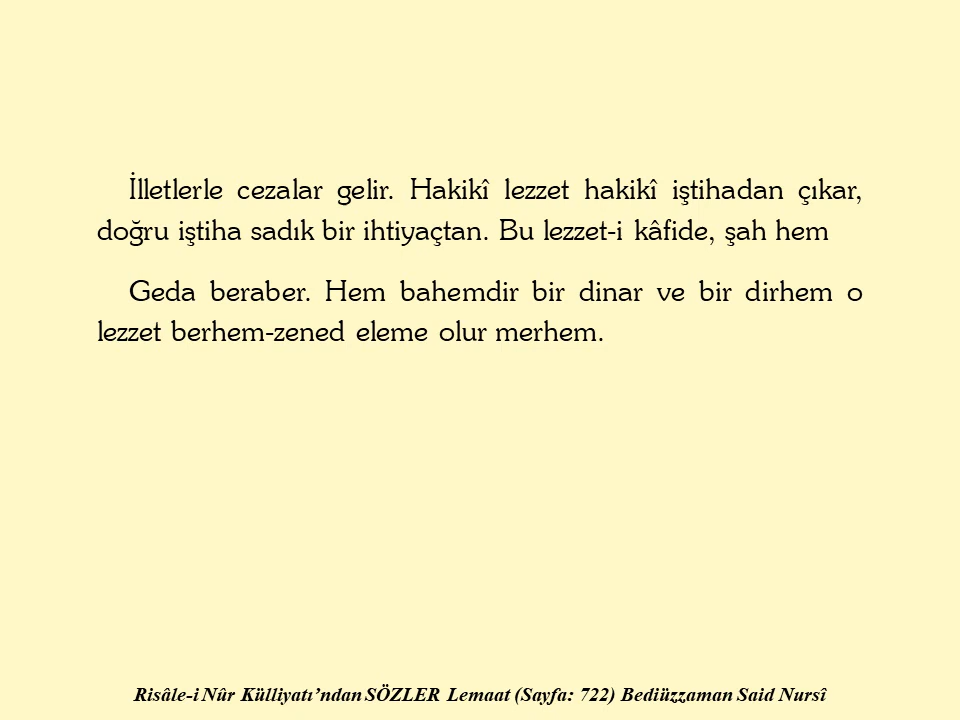 İlletlerle cezalar gelir. Hakikî lezzet hakikî iştihadan çıkar,
doğru iştiha sadık bir ihtiyaçtan. Bu lezzet-i kâfide, şah hem
Geda beraber. Hem bahemdir bir dinar ve bir dirhem o
lezzet berhem-zened eleme olur merhem.
Risâle-i Nûr Külliyatı’ndan SÖZLER Lemaat (Sayfa: 722) Bediüzzaman Said Nursî